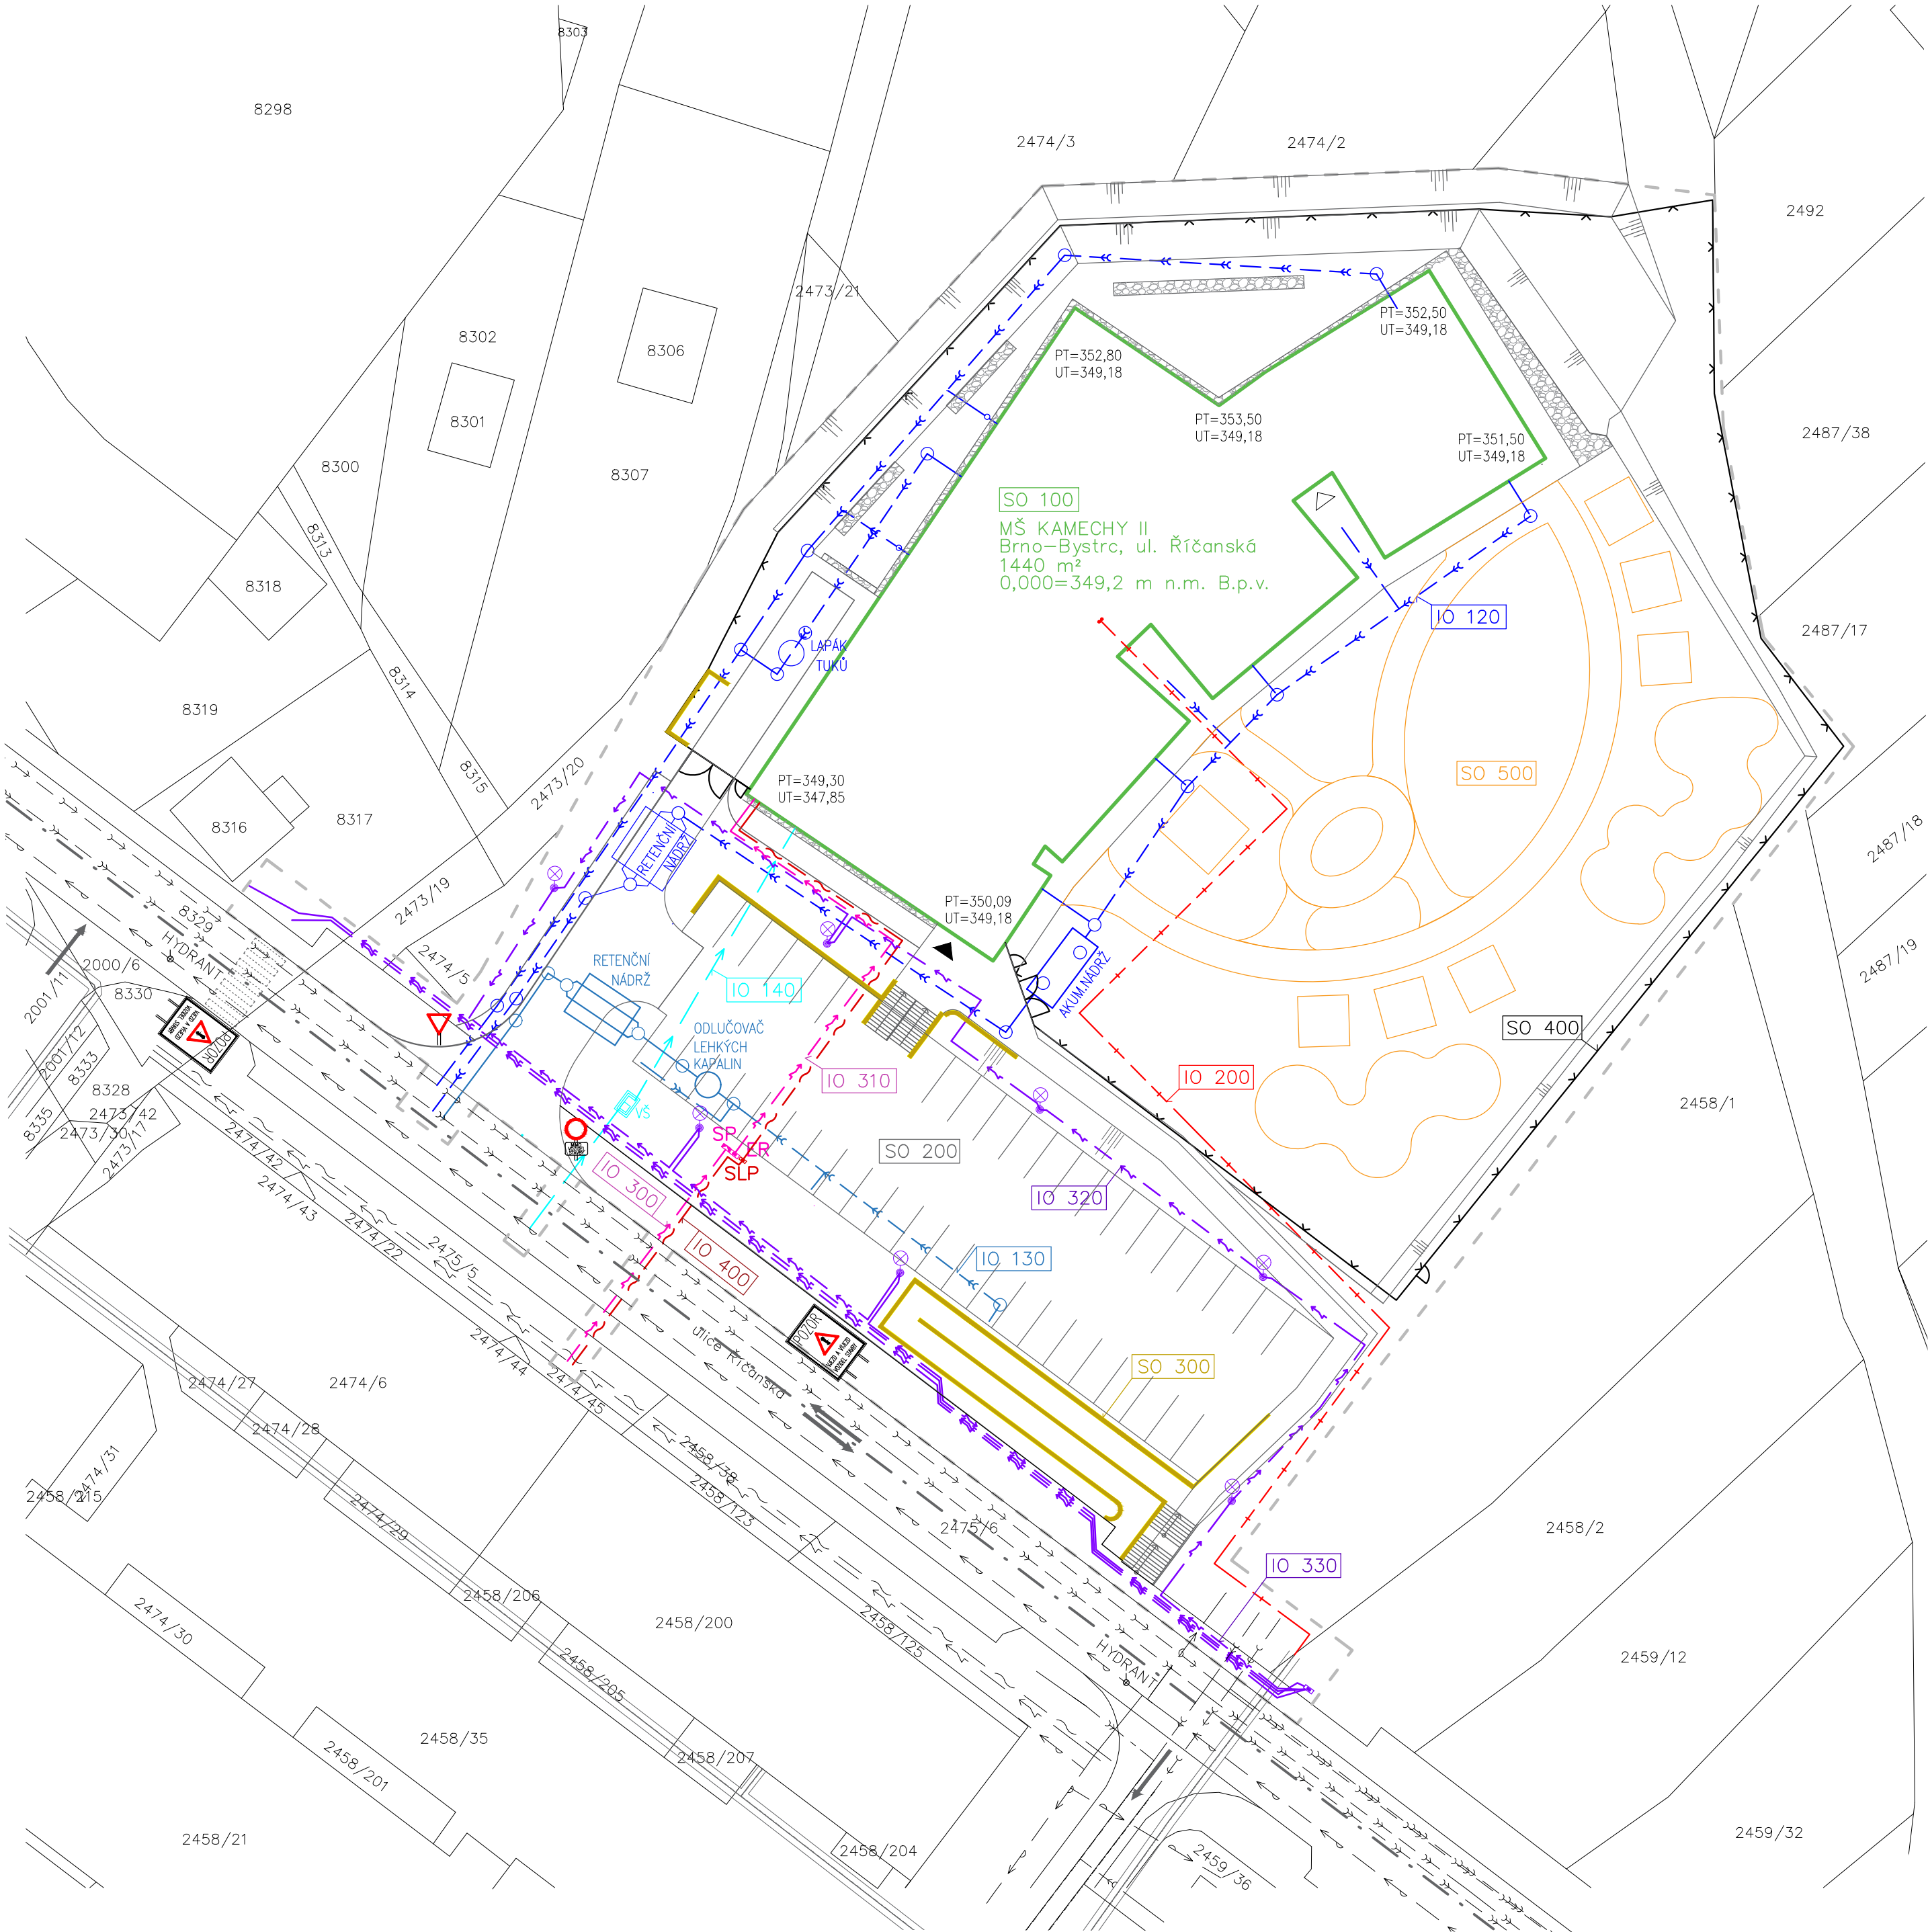 8303
8298
2474/3
2474/2
2492
2473/21
8302
8306
8301
8300
8307
PT=352,50
UT=349,18
PT=352,80
UT=349,18
PT=353,50
UT=349,18
PT=351,50
UT=349,18
2487/38
SO 100
MŠ KAMECHY II
Brno-Bystrc, ul. Říčanská
1440 m²
0,000=349,2 m n.m. B.p.v.
8313
8318
IO 120
2487/17
LAPÁK
TUKŮ
8314
8319
8315
2473/20
SO 500
PT=349,30
UT=347,85
8316
8317
RETENČNÍ
NÁDRŽ
2487/18
2473/19
PT=350,09
UT=349,18
8329
HYDRANT
2474/5
2000/6
2001/11
8330
RETENČNÍ
NÁDRŽ
IO 140
AKUM.NÁDRŽ
2487/19
POZOR
VJEZD A VÝJEZD
VOZIDEL STAVBY
2001/12
8333
8328
8335
2473/42
2473/30
2473/17
ODLUČOVAČ
LEHKÝCH
KAPALIN
SO 400
IO 310
IO 200
VŠ
2458/1
SP
ER
SLP
SO 200
2474/42
2474/43
IO 300
IO 320
2474/22
2475/5
IO 400
IO 130
ulice Říčanská
POZOR
VJEZD A VÝJEZD
VOZIDEL STAVBY
SO 300
2474/44
2474/45
2474/27
2474/6
2474/28
2474/31
2458/38
2458/123
2458/215
2474/29
2475/6
2458/2
IO 330
2458/206
2474/30
2458/200
2458/125
HYDRANT
2459/12
2458/205
2458/35
2458/201
2458/207
2458/21
2458/204
2459/36
2459/32